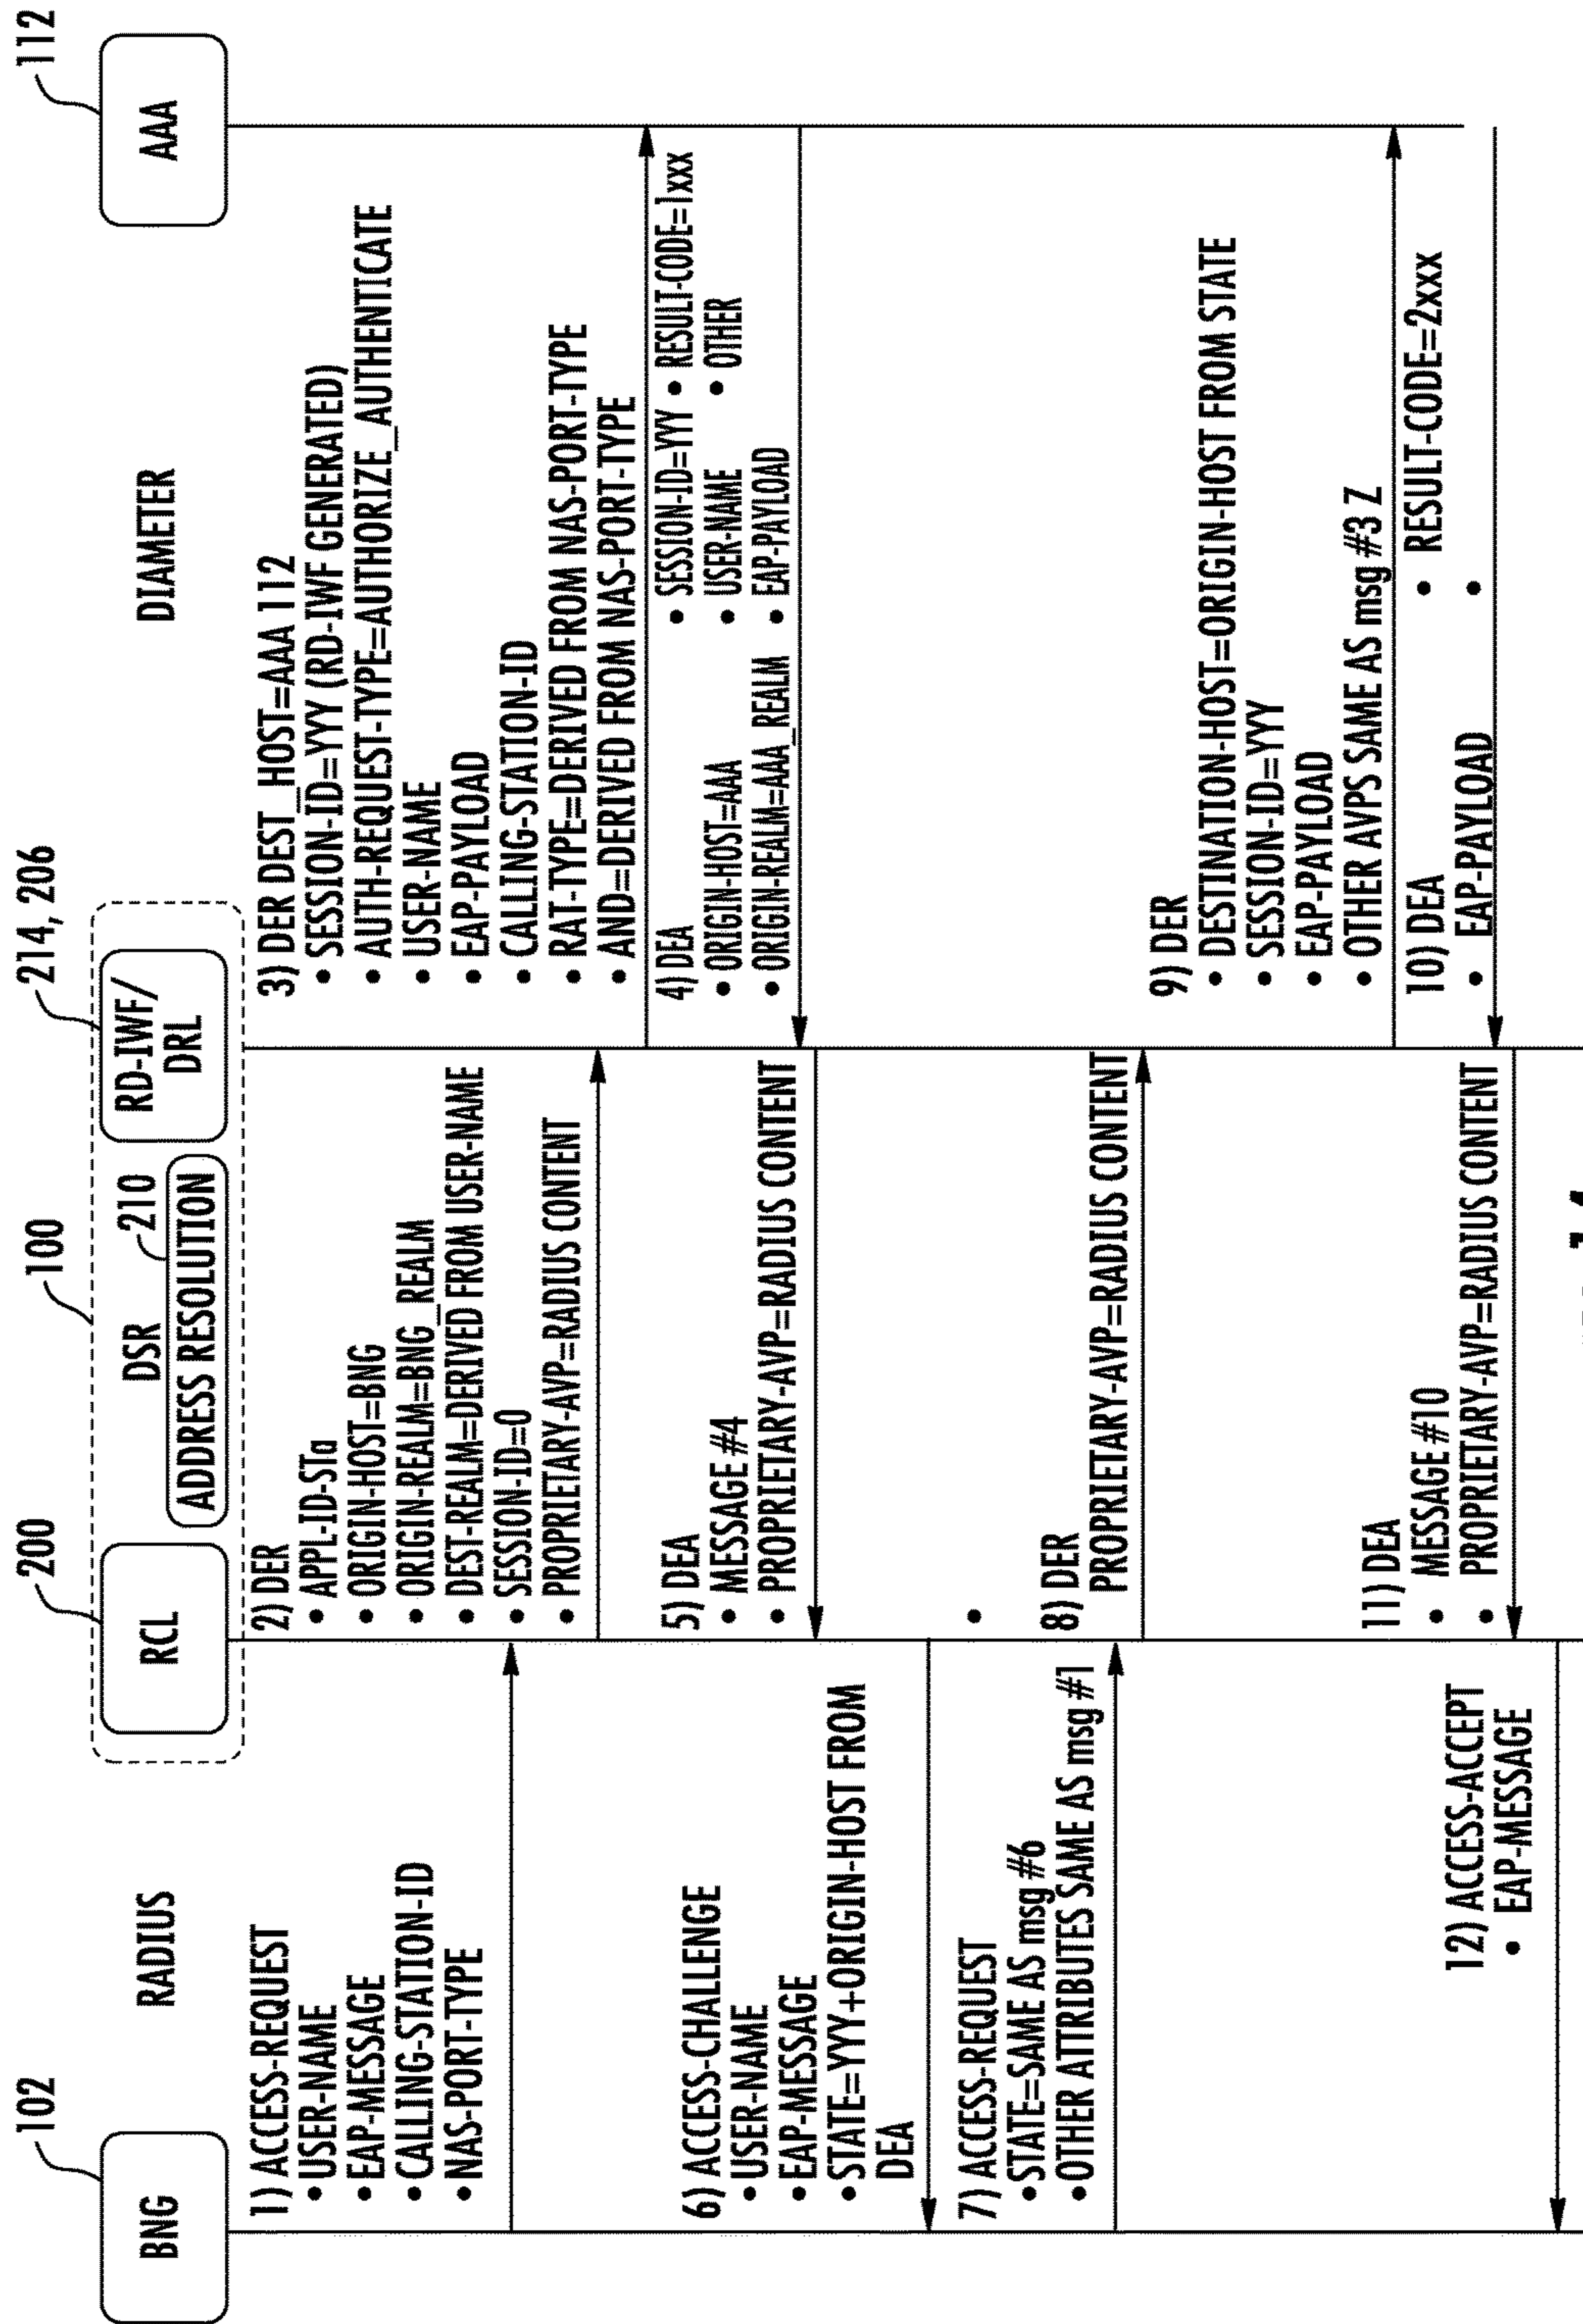 BNG
102
RADIUS
RCL
200
DSR
100
ADDRESS RESOLUTION
210
RD-IWF/
DRL
214, 206
DIAMETER
AAA
112
1) ACCESS-REQUEST
• USER-NAME
• EAP-MESSAGE
• CALLING-STATION-ID
• NAS-PORT-TYPE
2) DER
• APPL-ID-STa
• ORIGIN-HOST=BNG
• ORIGIN-REALM=BNG_REALM
• DEST-REALM=DERIVED FROM USER-NAME
• SESSION-ID=0
• PROPRIETARY-AVP=RADIUS CONTENT
3) DER DEST_HOST=AAA 112
• SESSION-ID=YYY (RD-IWF GENERATED)
• AUTH-REQUEST-TYPE=AUTHORIZE_AUTHENTICATE
• USER-NAME
• EAP-PAYLOAD
• CALLING-STATION-ID
• RAT-TYPE=DERIVED FROM NAS-PORT-TYPE
• AND=DERIVED FROM NAS-PORT-TYPE
4) DEA
• ORIGIN-HOST=AAA
• ORIGIN-REALM=AAA_REALM
• SESSION-ID=YYY
• USER-NAME
• EAP-PAYLOAD
• RESULT-CODE=1xxx
• OTHER
5) DEA
• MESSAGE #4
• PROPRIETARY-AVP=RADIUS CONTENT
6) ACCESS-CHALLENGE
• USER-NAME
• EAP-MESSAGE
• STATE=YYY+ORIGIN-HOST FROM
DEA
7) ACCESS-REQUEST
• STATE=SAME AS msg #6
• OTHER ATTRIBUTES SAME AS msg #1
•
8) DER
PROPRIETARY-AVP=RADIUS CONTENT
9) DER
• DESTINATION-HOST=ORIGIN-HOST FROM STATE
• SESSION-ID=YYY
• EAP-PAYLOAD
• OTHER AVPS SAME AS msg #3 Z
10) DEA
• EAP-PAYLOAD
• RESULT-CODE=2xxx
•
11) DEA
• MESSAGE #10
• PROPRIETARY-AVP=RADIUS CONTENT
12) ACCESS-ACCEPT
• EAP-MESSAGE